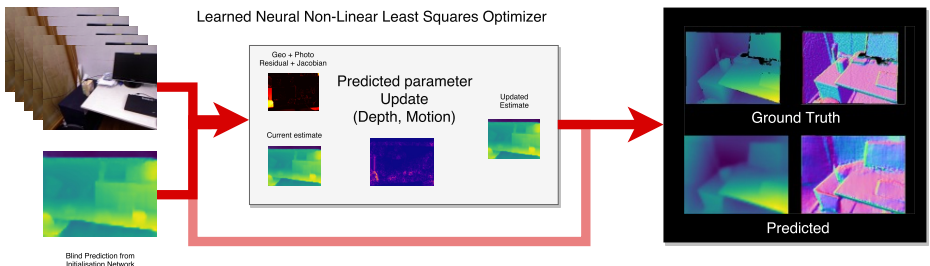 Learned Neural Non-Linear Least Squares Optimizer
Geo + Photo
Residual + Jacobian
Predicted parameter
Update
(Depth, Motion)
Updated
Estimate
Current estimate
Ground Truth
Predicted
Blind Prediction from
Initialisation Network